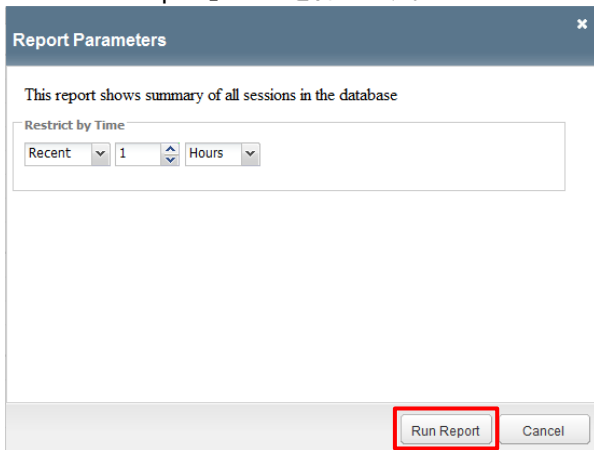 Report Parameters
This report shows summary of all sessions in the database
Restrict by Time
Recent 1 Hours
Run Report Cancel